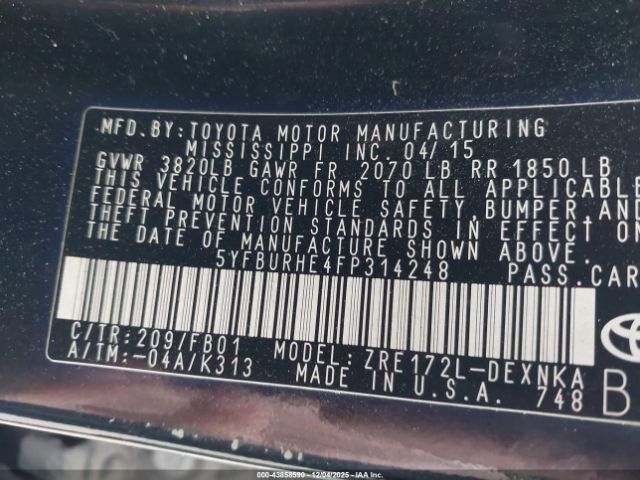 MFD.BY:TOYOTA MOTOR MANUFACTURING
MISSISSIPPI INC. 04/15
GVWR 3820LB GAWR FR 2070 LB RR 1850 LB
THIS VEHICLE CONFORMS TO ALL APPLICABLE
FEDERAL MOTOR VEHICLE SAFETY,BUMPER,AND
THEFT PREVENTION STANDARDS IN EFFECT ON
THE DATE OF MANUFACTURE SHOWN ABOVE.
5YFBURHE4FP314248 PASS.CAR
C/TR:209/FB01 MODEL: ZRE172L-DEXNKA
A/TM:-04A/K313 MADE IN U.S.A. 748 B
000-43858590 - 12/04/2025 - IAA Inc.